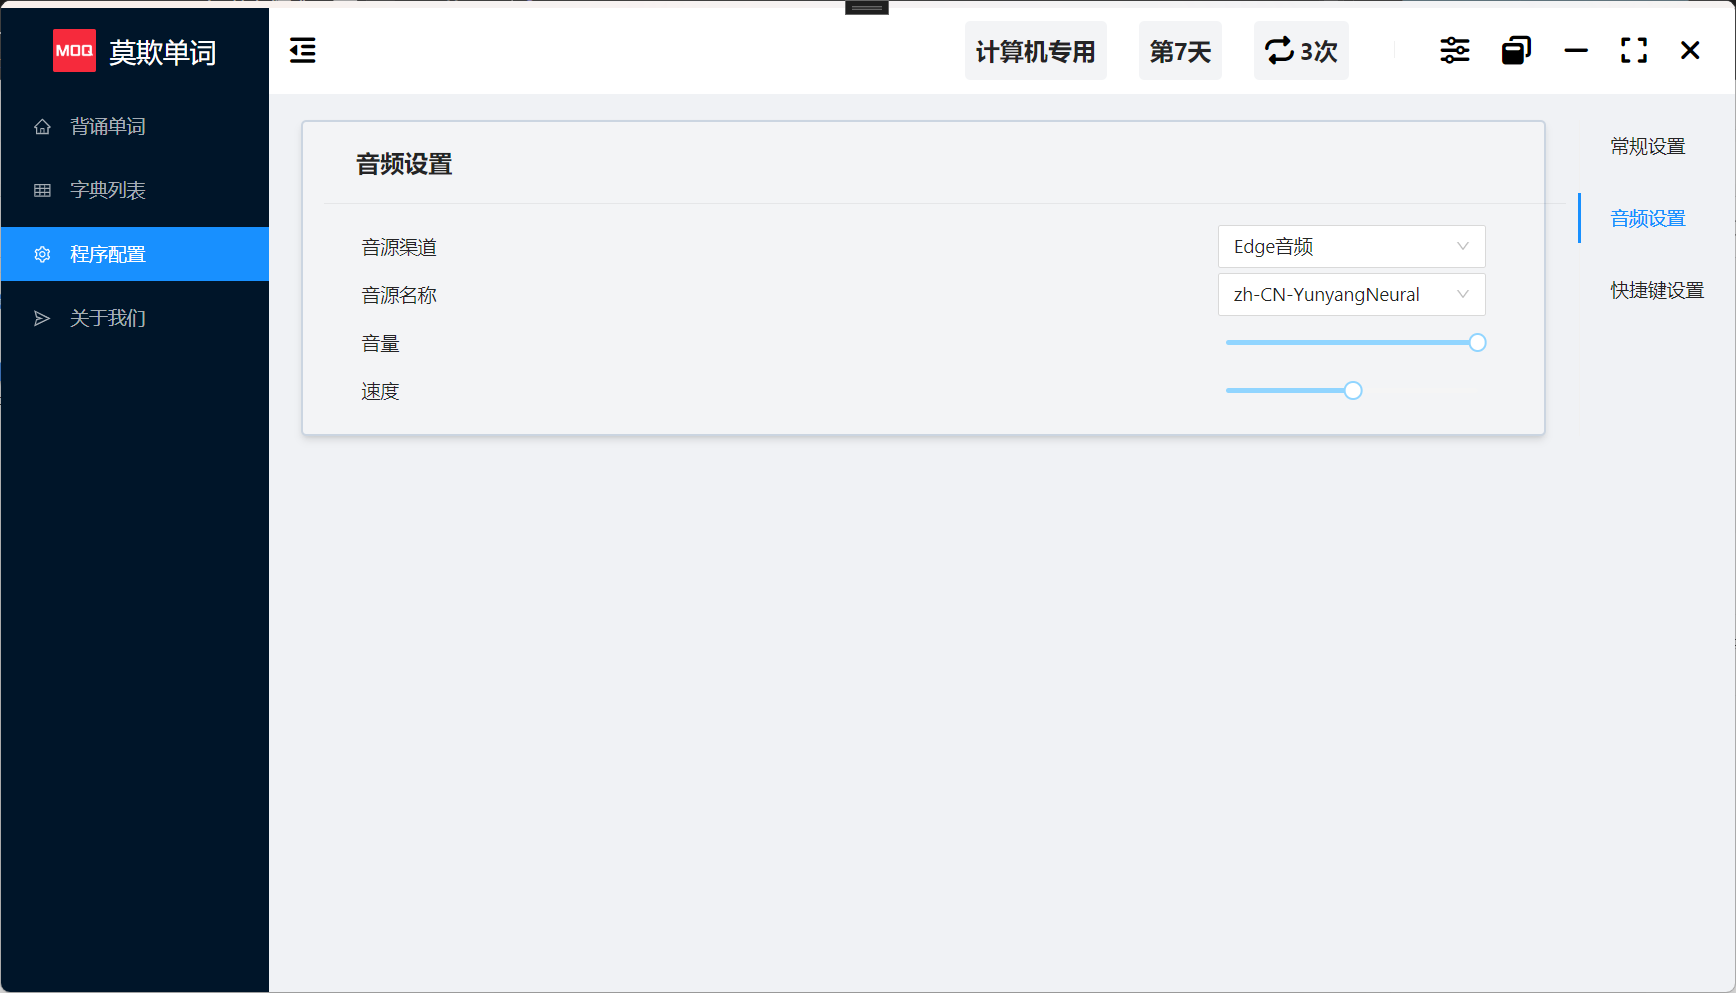 MOQ 莫欺单词
背诵单词
字典列表
程序配置
关于我们
计算机专用 第7天 3次
音频设置
音源渠道 Edge音频
音源名称 zh-CN-YunyangNeural
音量
速度
常规设置
音频设置
快捷键设置